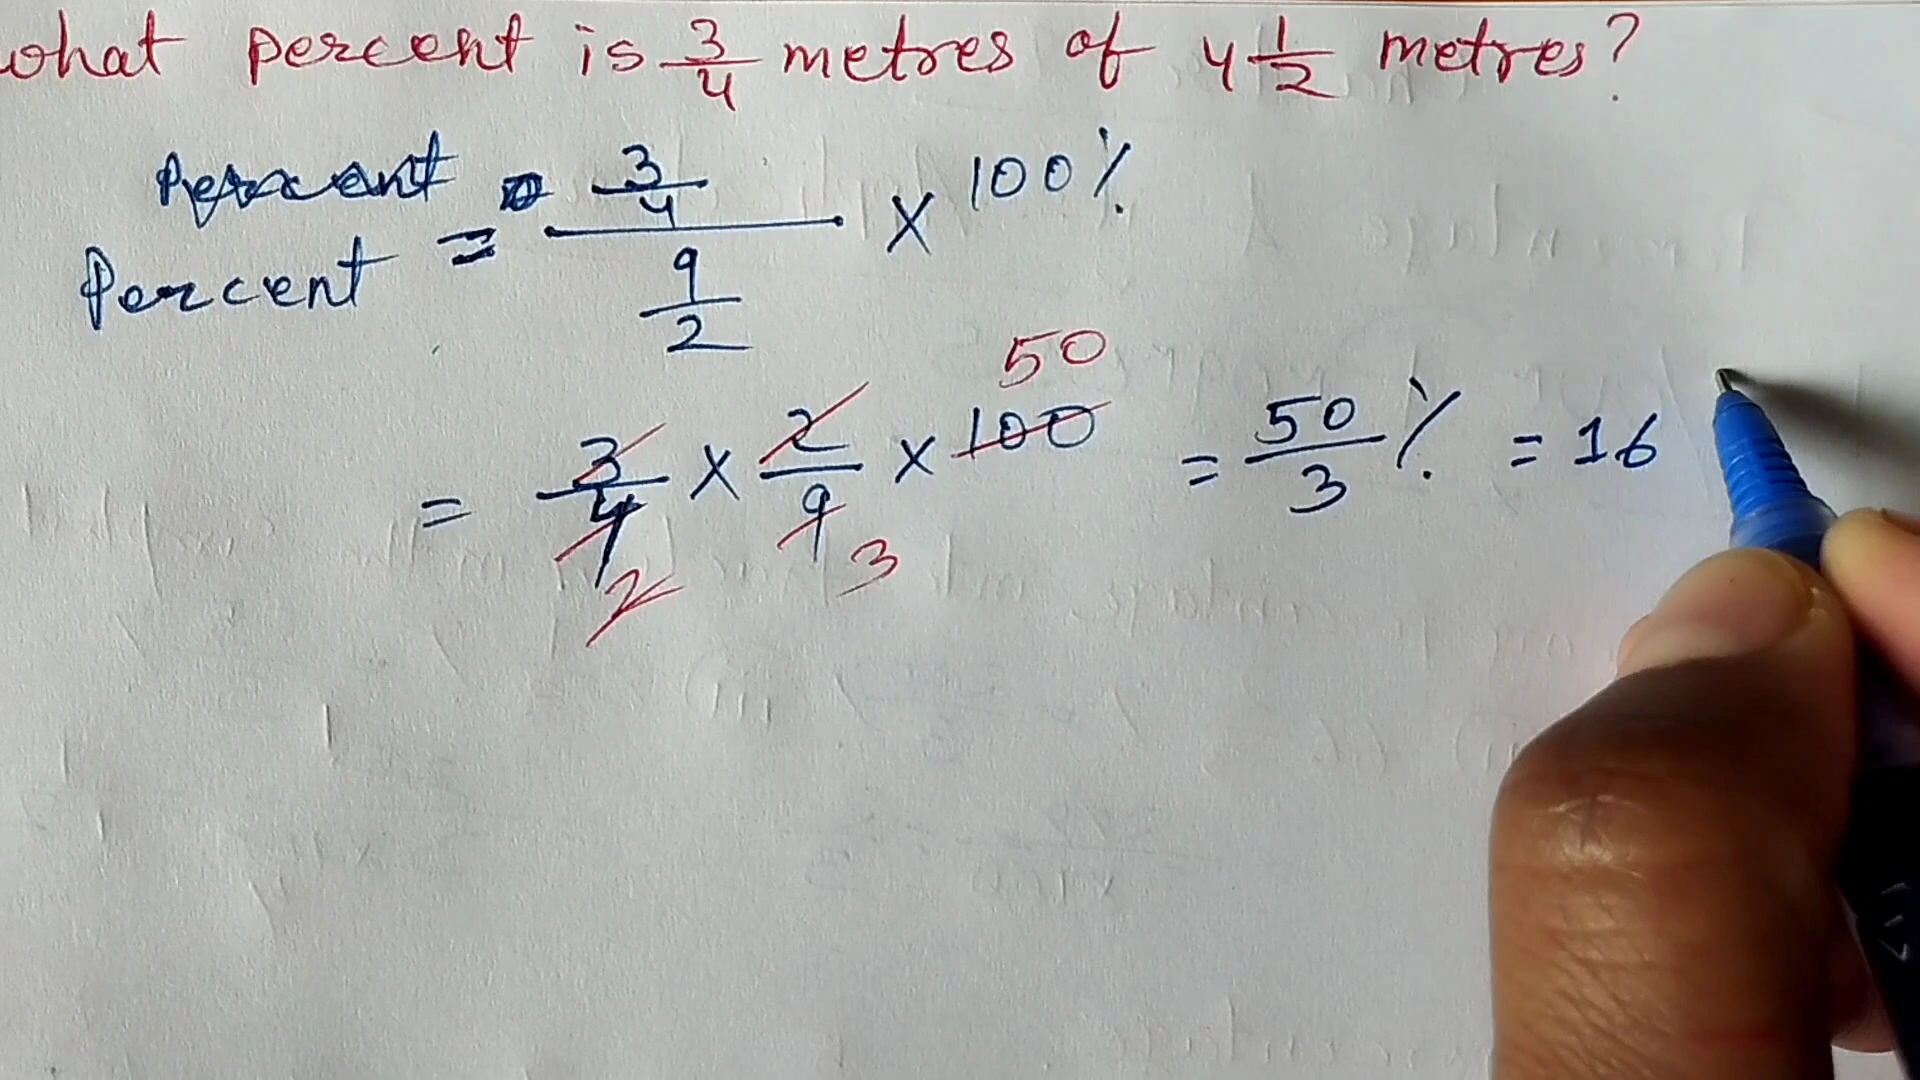 what percent is 3/4 metres of 4 1/2 metres?
Percent = (3/4)/(9/2) × 100%
= 3/4 × 2/9 × 100 = 50/3 % = 16
50
2 3